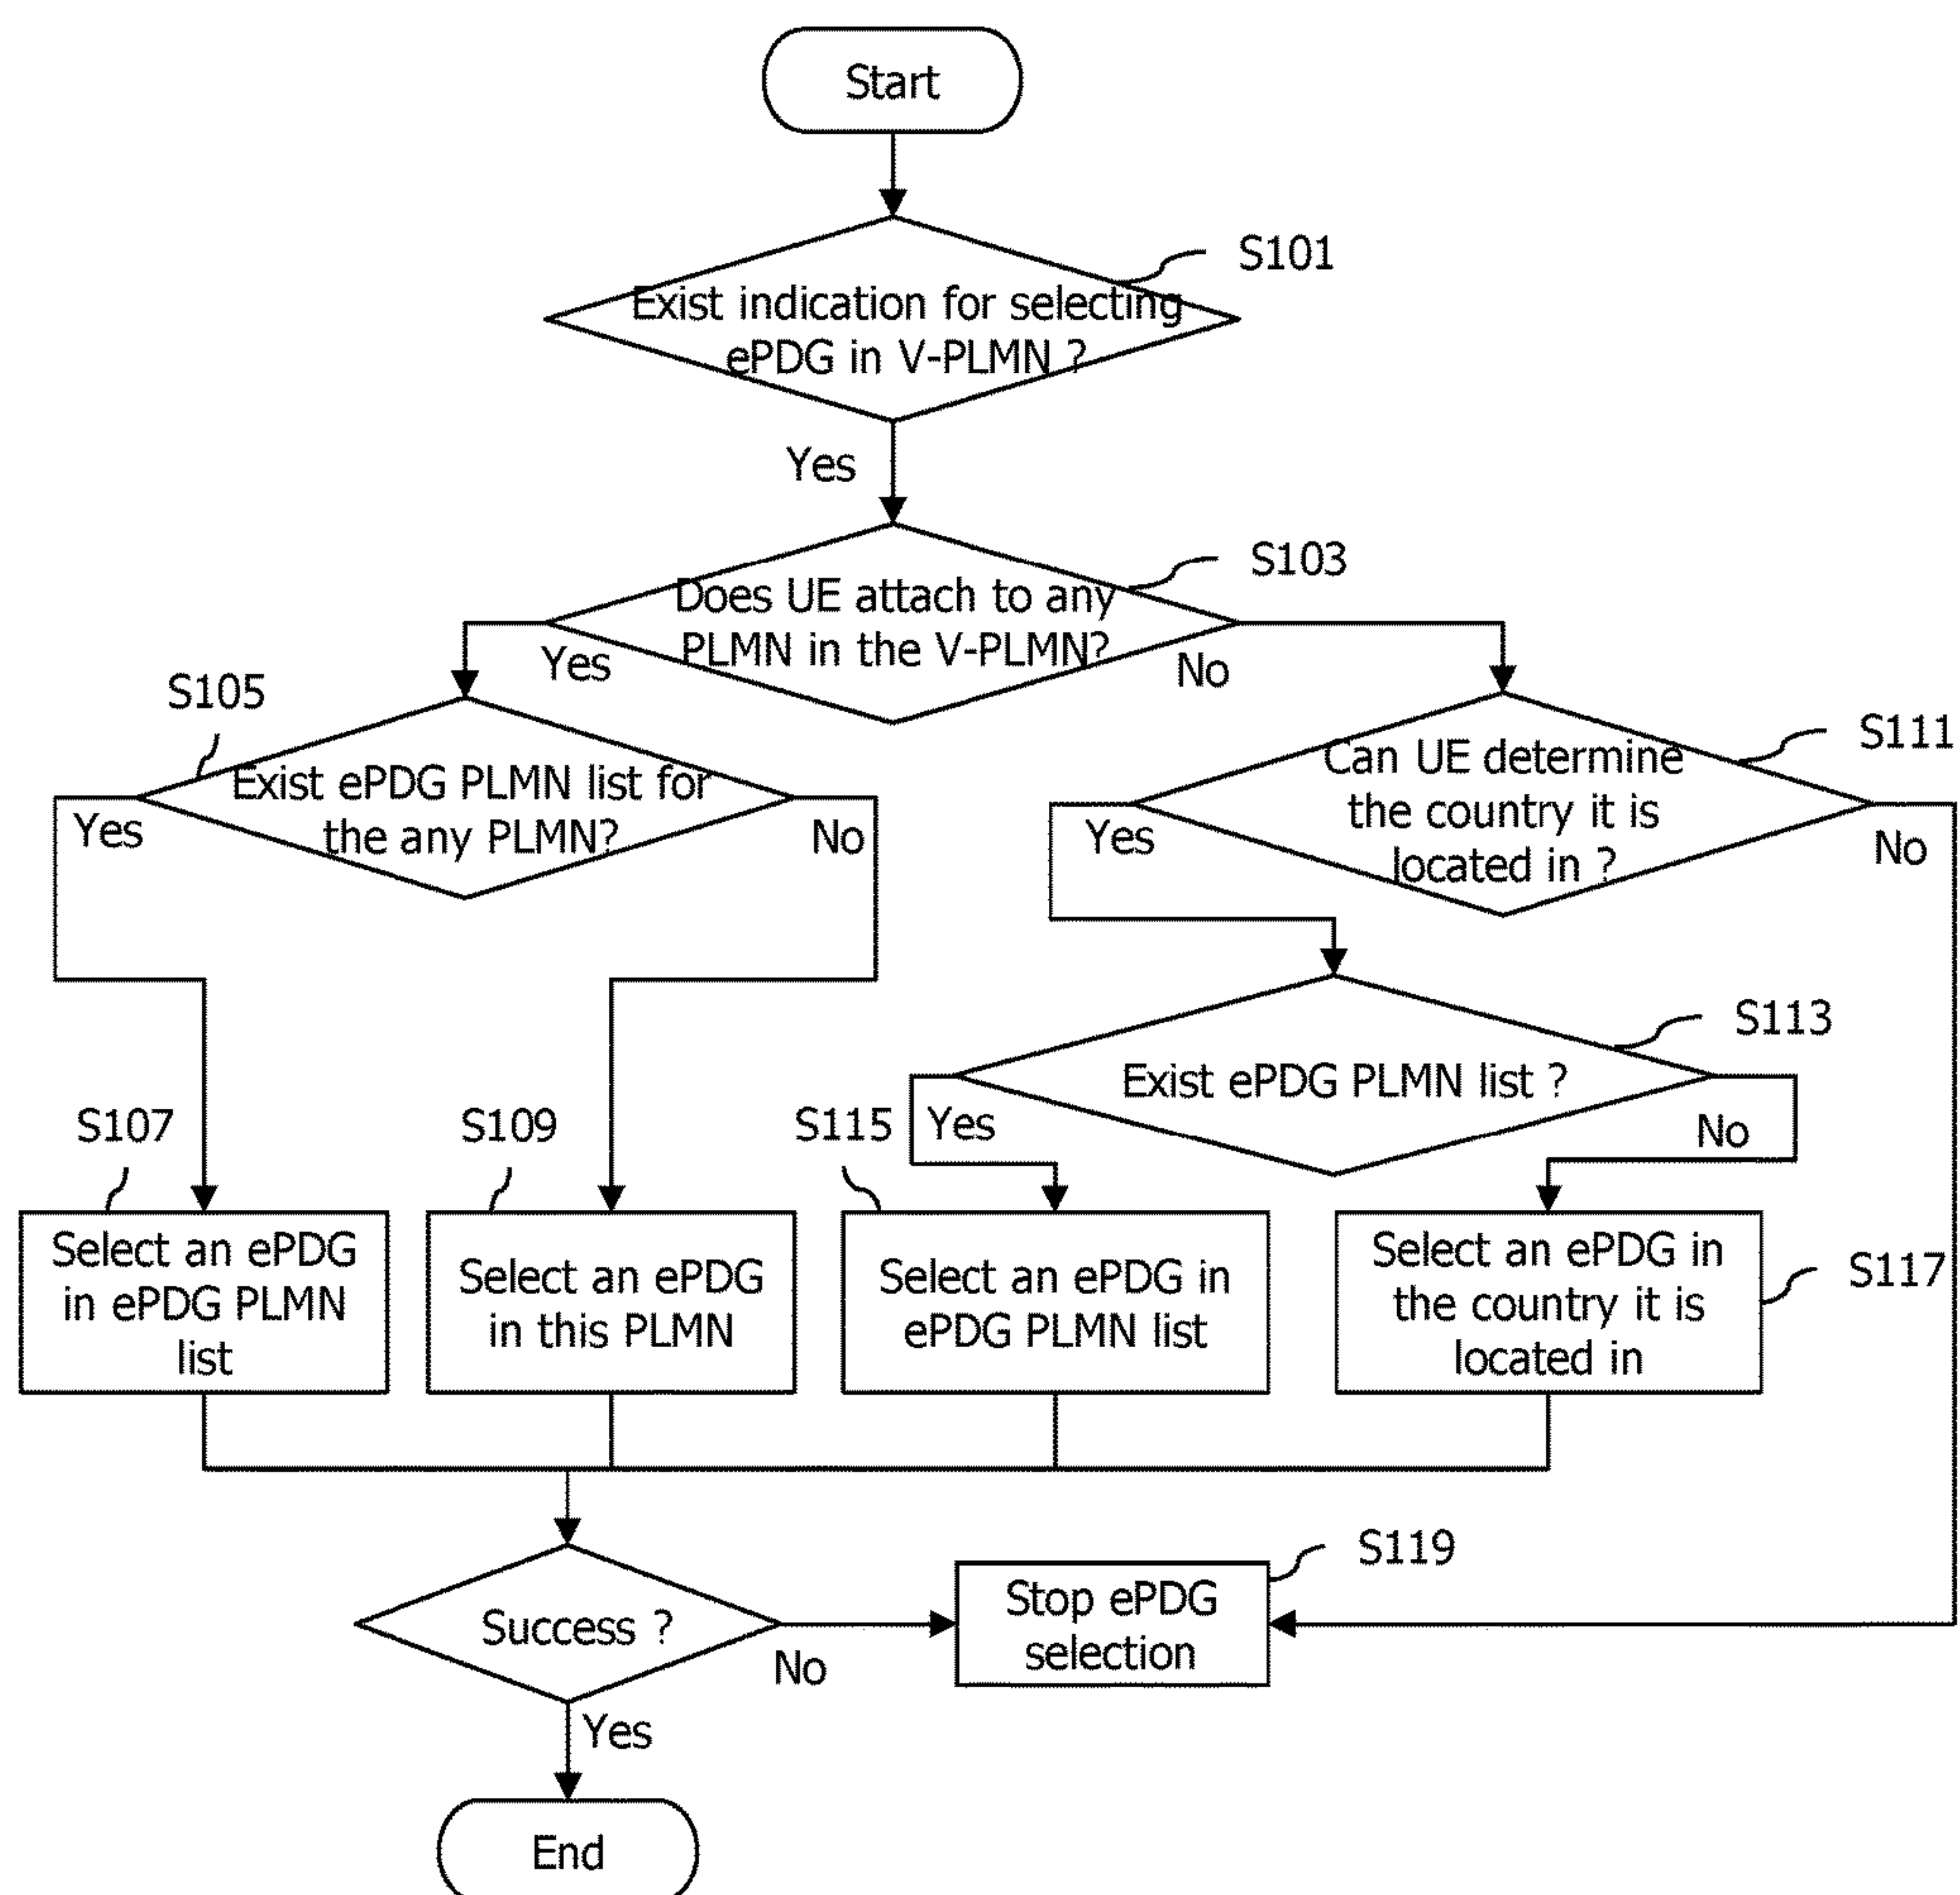 Start
S101
Exist indication for selecting
ePDG in V-PLMN ?
Yes
S103
Does UE attach to any
PLMN in the V-PLMN?
Yes
No
S105
Exist ePDG PLMN list for
the any PLMN?
Yes
No
S111
Can UE determine
the country it is
located in ?
Yes
No
S113
Exist ePDG PLMN list ?
Yes
No
S107
Select an ePDG
in ePDG PLMN
list
S109
Select an ePDG
in this PLMN
S115
Select an ePDG in
ePDG PLMN list
S117
Select an ePDG in
the country it is
located in
Success ?
No
Yes
S119
Stop ePDG
selection
End